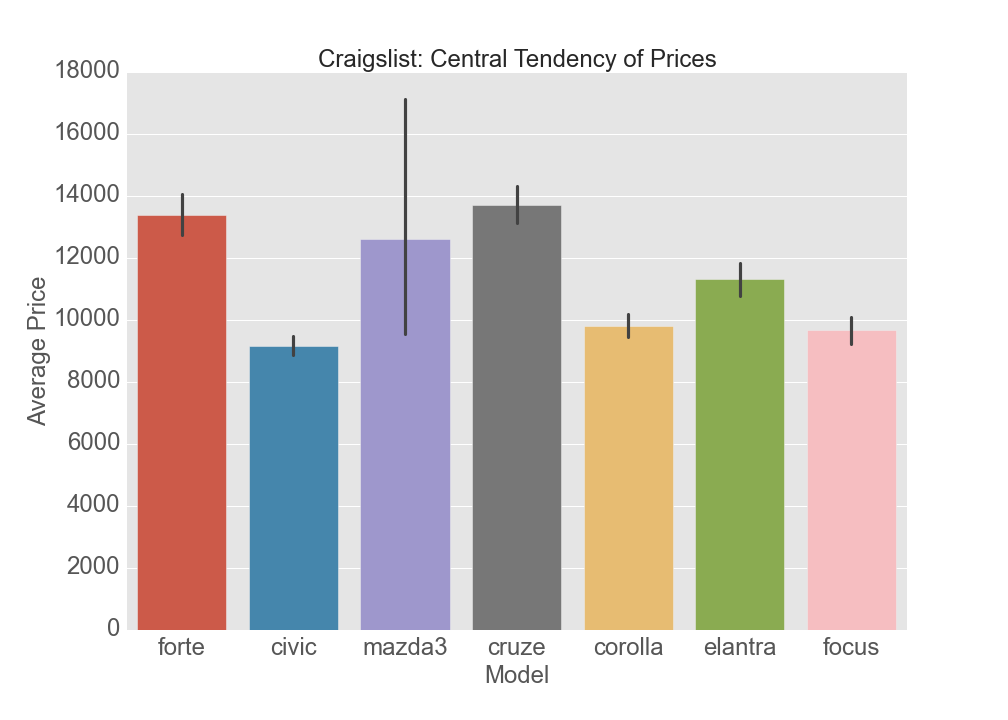 Craigslist: Central Tendency of Prices
18000
16000
14000
12000
10000
8000
6000
4000
2000
0
Average Price
forte civic mazda3 cruze corolla elantra focus
Model